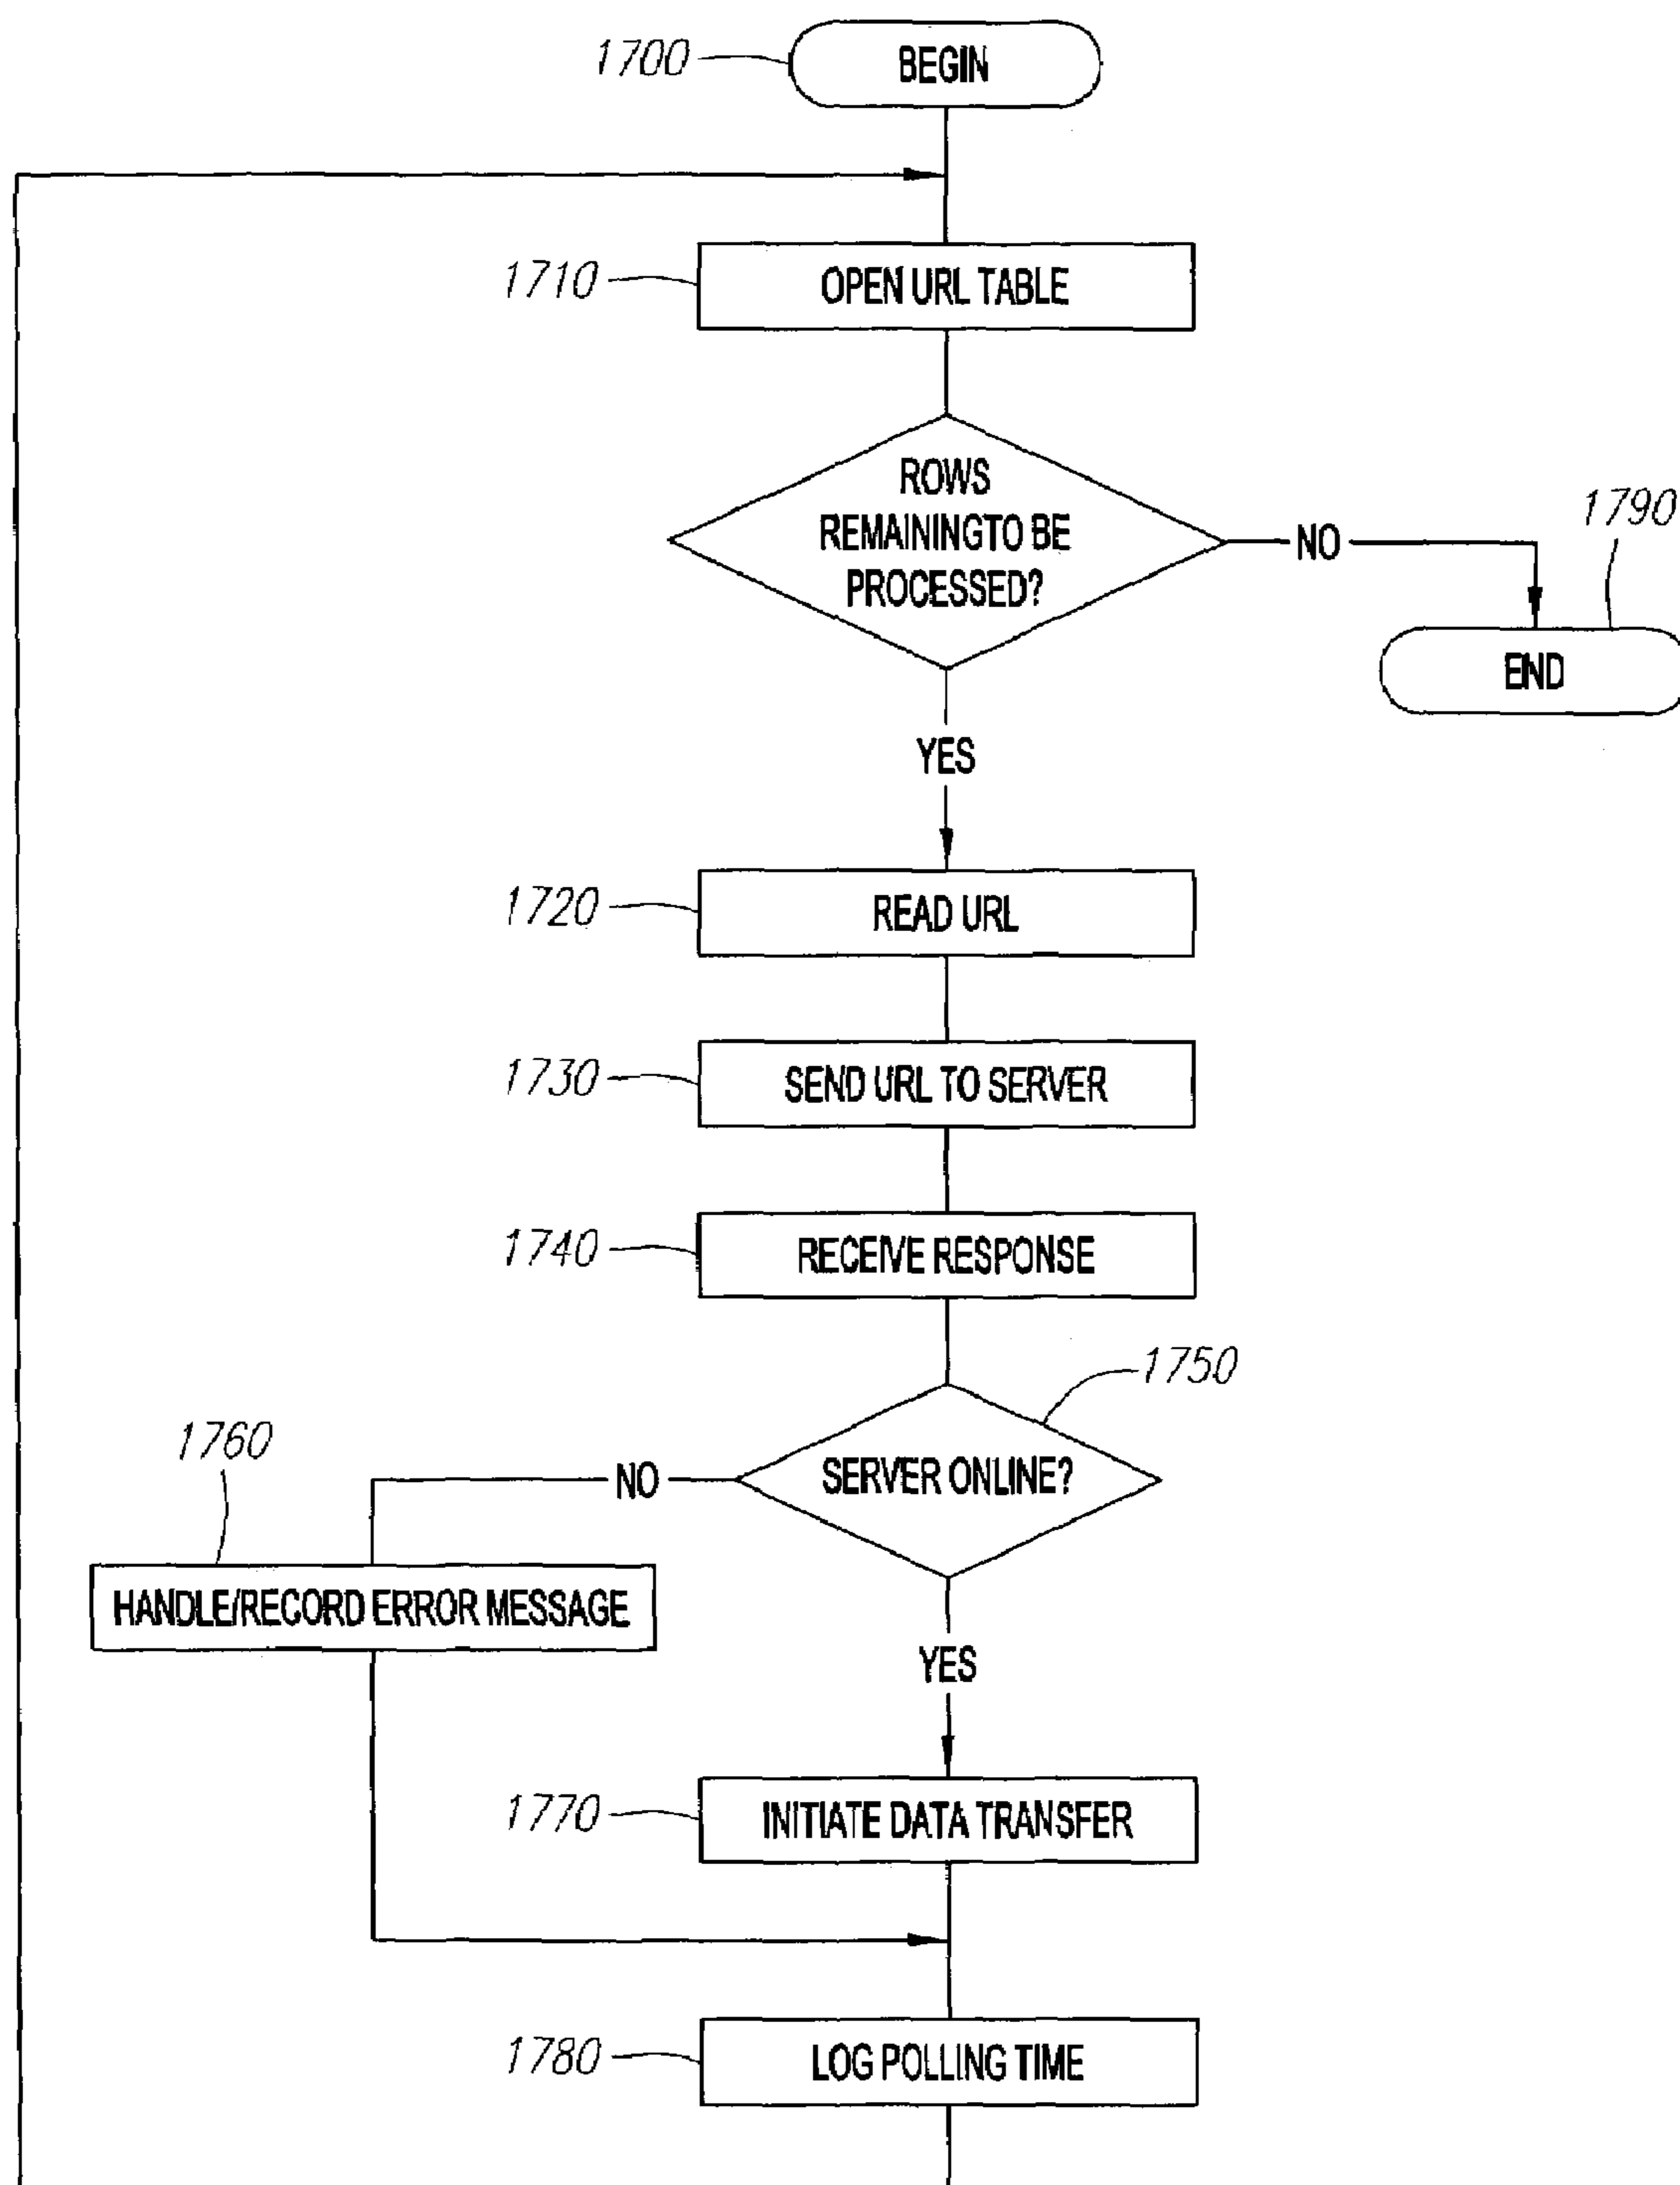 1700
BEGIN
1710
OPEN URL TABLE
ROWS
REMAININGTO BE
PROCESSED?
NO
1790
END
YES
1720
READ URL
1730
SEND URL TO SERVER
1740
RECEIVE RESPONSE
1750
SERVER ONLINE?
NO
1760
HANDLE/RECORD ERROR MESSAGE
YES
1770
INITIATE DATA TRANSFER
1780
LOG POLLING TIME